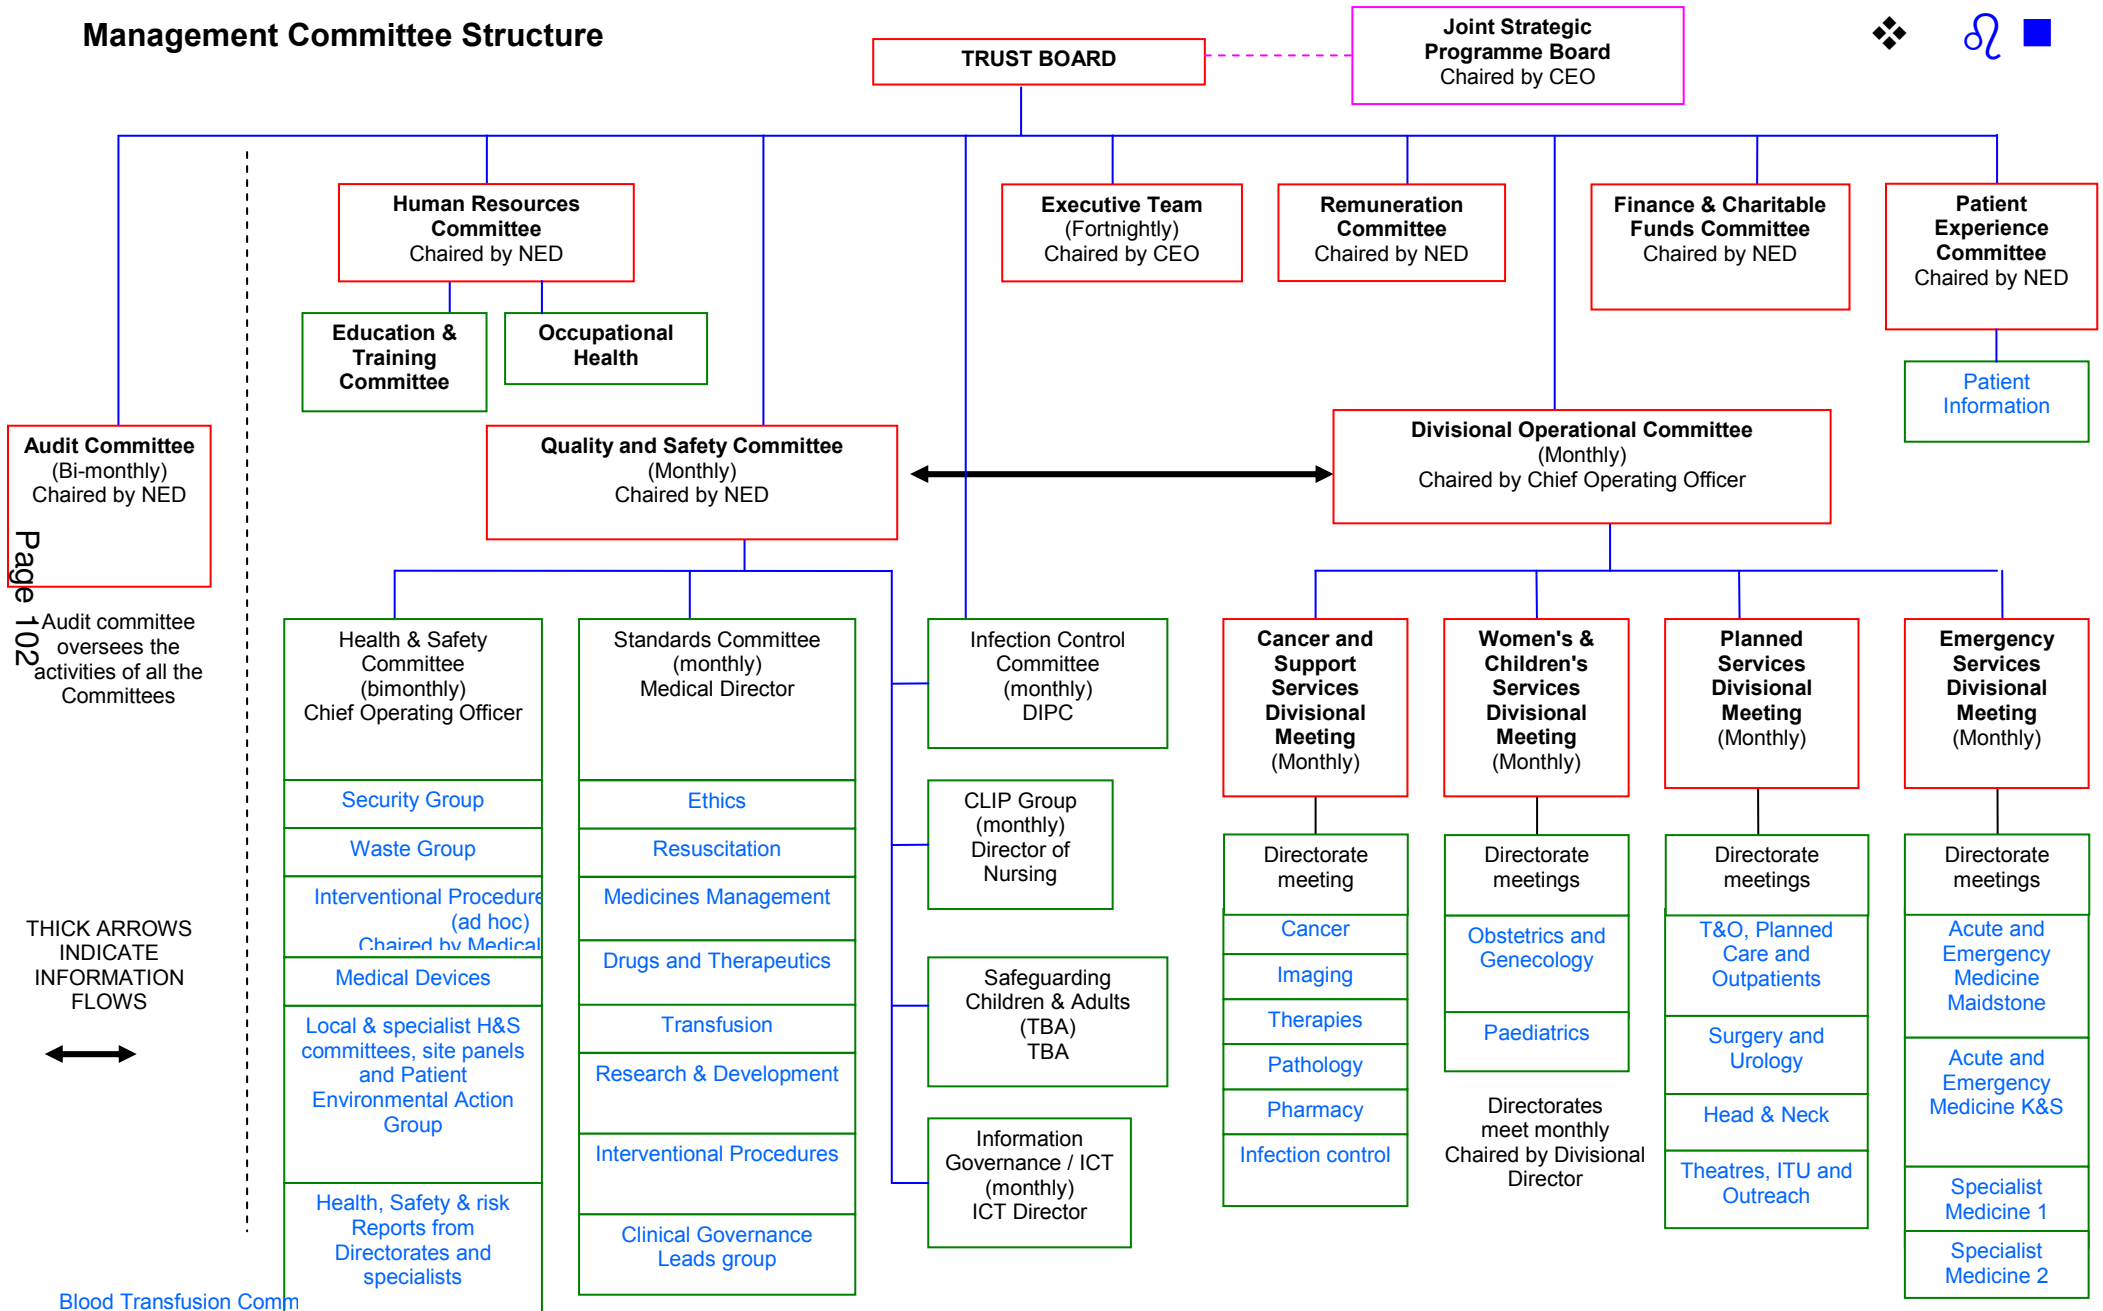 Management Committee Structure
TRUST BOARD
Joint Strategic
Programme Board
Chaired by CEO
Human Resources
Committee
Chaired by NED
Executive Team
(Fortnightly)
Chaired by CEO
Remuneration
Committee
Chaired by NED
Finance & Charitable
Funds Committee
Chaired by NED
Patient
Experience
Committee
Chaired by NED
Education &
Training
Committee
Occupational
Health
Patient
Information
Audit Committee
(Bi-monthly)
Chaired by NED
Quality and Safety Committee
(Monthly)
Chaired by NED
Divisional Operational Committee
(Monthly)
Chaired by Chief Operating Officer
Page 102
Audit committee
oversees the
activities of all the
Committees
THICK ARROWS
INDICATE
INFORMATION
FLOWS
Health & Safety
Committee
(bimonthly)
Chief Operating Officer
Security Group
Waste Group
Interventional Procedure
(ad hoc)
Chaired by Medical
Medical Devices
Local & specialist H&S
committees, site panels
and Patient
Environmental Action
Group
Health, Safety & risk
Reports from
Directorates and
specialists
Blood Transfusion Comm
Standards Committee
(monthly)
Medical Director
Ethics
Resuscitation
Medicines Management
Drugs and Therapeutics
Transfusion
Research & Development
Interventional Procedures
Clinical Governance
Leads group
Infection Control
Committee
(monthly)
DIPC
CLIP Group
(monthly)
Director of
Nursing
Safeguarding
Children & Adults
(TBA)
TBA
Information
Governance / ICT
(monthly)
ICT Director
Cancer and
Support
Services
Divisional
Meeting
(Monthly)
Directorate
meeting
Cancer
Imaging
Therapies
Pathology
Pharmacy
Infection control
Women's &
Children's
Services
Divisional
Meeting
(Monthly)
Directorate
meetings
Obstetrics and
Genecology
Paediatrics
Directorates
meet monthly
Chaired by Divisional
Director
Planned
Services
Divisional
Meeting
(Monthly)
Directorate
meetings
T&O, Planned
Care and
Outpatients
Surgery and
Urology
Head & Neck
Theatres, ITU and
Outreach
Emergency
Services
Divisional
Meeting
(Monthly)
Directorate
meetings
Acute and
Emergency
Medicine
Maidstone
Acute and
Emergency
Medicine K&S
Specialist
Medicine 1
Specialist
Medicine 2